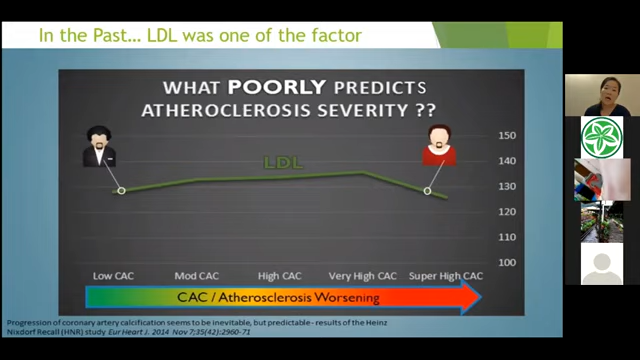 In the Past... LDL was one of the factor
WHAT POORLY PREDICTS
ATHEROCLEROSIS SEVERITY ??
LDL
150
140
130
120
110
100
Low CAC
Mod CAC
High CAC
Very High CAC
Super High CAC
CAC / Atherosclerosis Worsening
Progression of coronary artery calcification seems to be inevitable, but predictable - results of the Heinz
Nixdorf Recall (HNR) study. Eur Heart J. 2014 Nov 7;35(42):2960-71